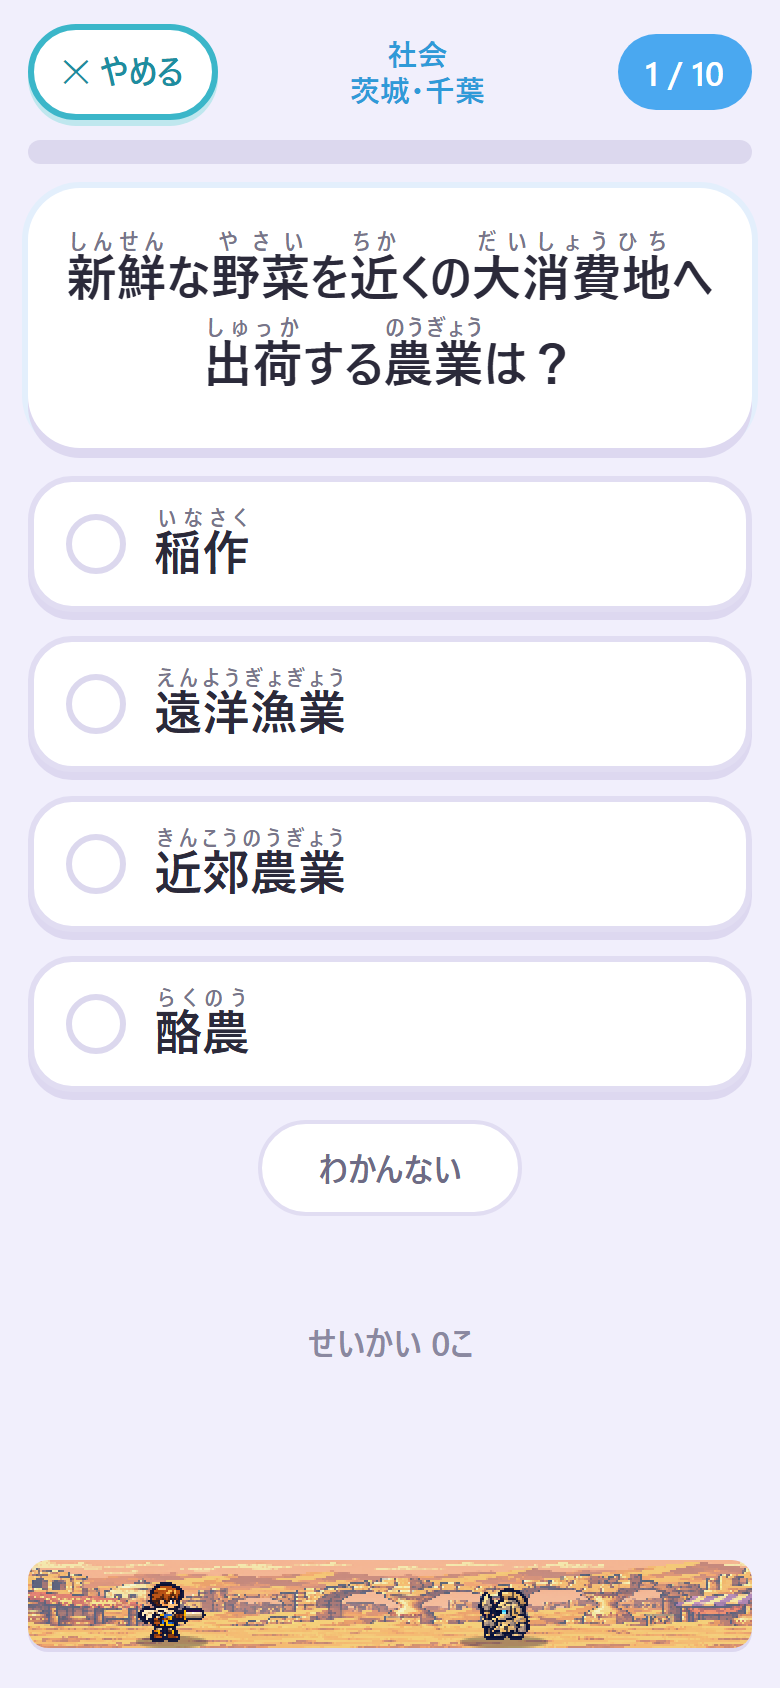 × やめる
社会
茨城・千葉
1 / 10
しんせん やさい ちか だいしょうひち
新鮮な野菜を近くの大消費地へ
しゅっか のうぎょう
出荷する農業は？
いなさく
稲作
えんようぎょぎょう
遠洋漁業
きんこうのうぎょう
近郊農業
らくのう
酪農
わかんない
せいかい 0こ